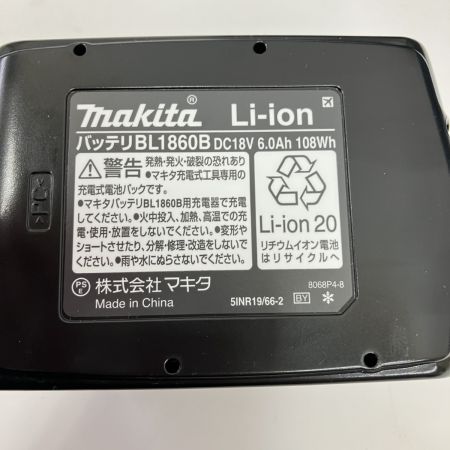 makita® Li-ion
バッテリBL1860B DC18V 6.0Ah 108Wh
警告 発熱・発火・破裂の恐れあり
●マキタ充電式工具専用の
充電式電池パックです。
●マキタバッテリBL1860B用充電器で充電
してください。●火中投入、加熱、高温での充
電・使用・放置をしないでください。●変形や
ショートさせたり、分解・修理・改造をしないで
ください。●雨や水にぬらさないでください。
Li-ion 20
リチウムイオン電池
はリサイクルへ
PS
E
株式会社マキタ
Made in China
5INR19/66-2
BY
8068P4-8